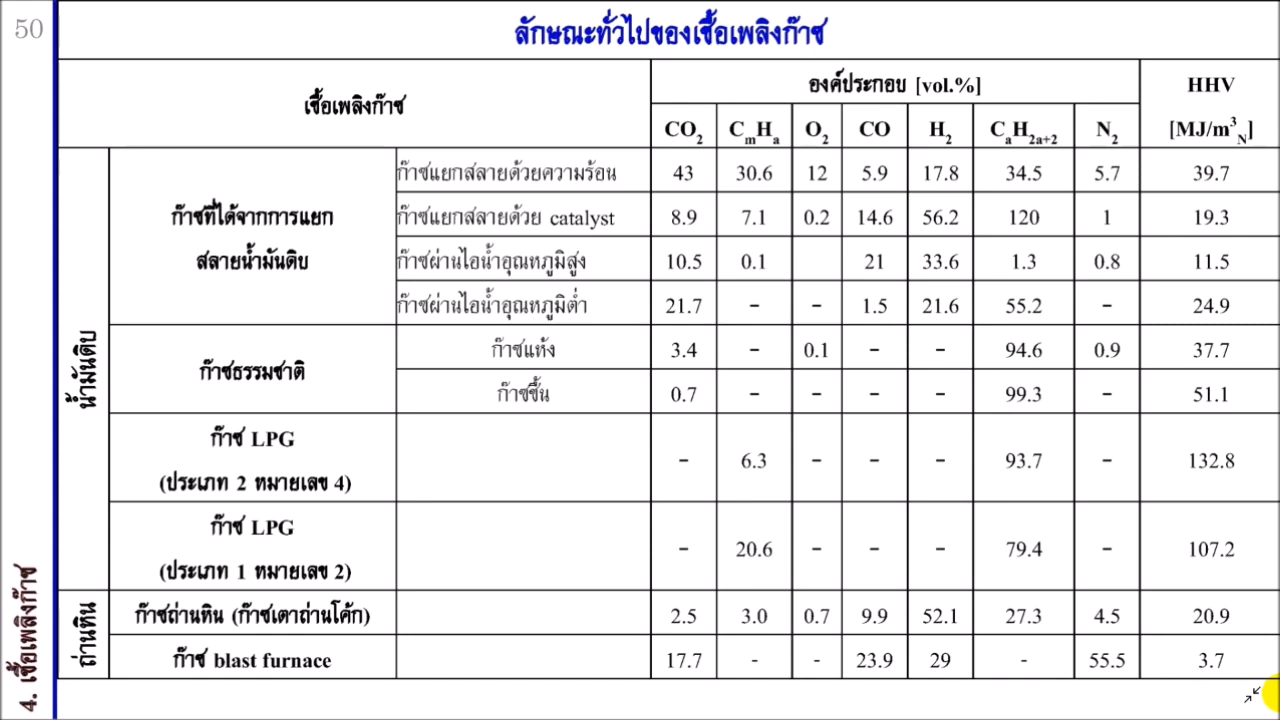 50
ลักษณะทั่วไปของเชื้อเพลิงก๊าซ
เชื้อเพลิงก๊าซ
องค์ประกอบ [vol.%]
HHV
[MJ/m³N]
CO₂ CmHa O₂ CO H₂ CaH2a+2 N₂
น้ำมันดิบ
ก๊าซที่ได้จากการแยก
สลายน้ำมันดิบ
ก๊าซแยกสลายด้วยความร้อน 43 30.6 12 5.9 17.8 34.5 5.7 39.7
ก๊าซแยกสลายด้วย catalyst 8.9 7.1 0.2 14.6 56.2 120 1 19.3
ก๊าซผ่านไอน้ำอุณหภูมิสูง 10.5 0.1 21 33.6 1.3 0.8 11.5
ก๊าซผ่านไอน้ำอุณหภูมิต่ำ 21.7 - - 1.5 21.6 55.2 - 24.9
ก๊าซธรรมชาติ
ก๊าซแห้ง 3.4 - 0.1 - - 94.6 0.9 37.7
ก๊าซชื้น 0.7 - - - - 99.3 - 51.1
ก๊าซ LPG
(ประเภท 2 หมายเลข 4)
- 6.3 - - - 93.7 - 132.8
ก๊าซ LPG
(ประเภท 1 หมายเลข 2)
- 20.6 - - - 79.4 - 107.2
ถ่านหิน
ก๊าซถ่านหิน (ก๊าซเตาถ่านโค้ก) 2.5 3.0 0.7 9.9 52.1 27.3 4.5 20.9
ก๊าซ blast furnace 17.7 - - 23.9 29 - 55.5 3.7
4. เชื้อเพลิงก๊าซ